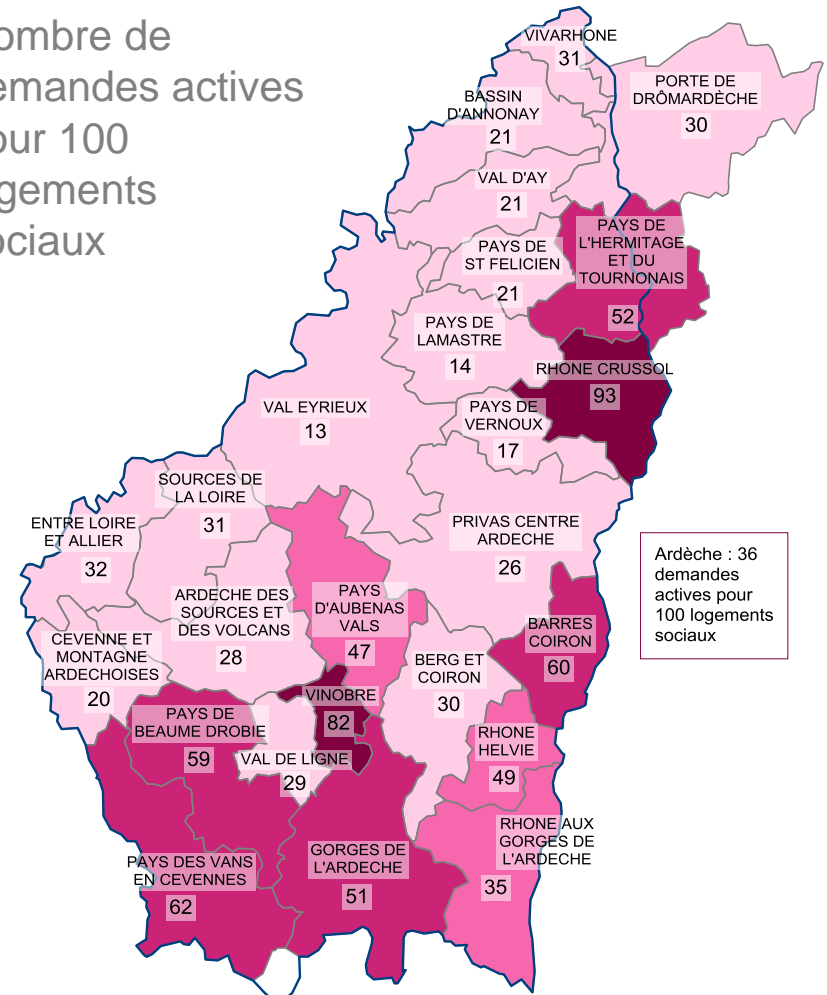 ombre de
emandes actives
our 100
gements
ociaux
VIVARHONE
31
PORTE DE
DRÔMARDÈCHE
30
BASSIN
D'ANNONAY
21
VAL D'AY
21
PAYS DE
L'HERMITAGE
ET DU
TOURNONAIS
52
PAYS DE
ST FELICIEN
21
PAYS DE
LAMASTRE
14
RHONE CRUSSOL
93
VAL EYRIEUX
13
PAYS DE
VERNOUX
17
SOURCES DE
LA LOIRE
31
ENTRE LOIRE
ET ALLIER
32
PRIVAS CENTRE
ARDECHE
26
Ardèche : 36
demandes
actives pour
100 logements
sociaux
ARDECHE DES
SOURCES ET
DES VOLCANS
28
PAYS
D'AUBENAS
VALS
47
BARRES
COIRON
60
CEVENNE ET
MONTAGNE
ARDECHOISES
20
BERG ET
COIRON
30
VINOBRE
82
PAYS DE
BEAUME DROBIE
59
VAL DE LIGNE
29
RHONE
HELVIE
49
RHONE AUX
GORGES DE
L'ARDECHE
35
GORGES DE
L'ARDECHE
51
PAYS DES VANS
EN CEVENNES
62